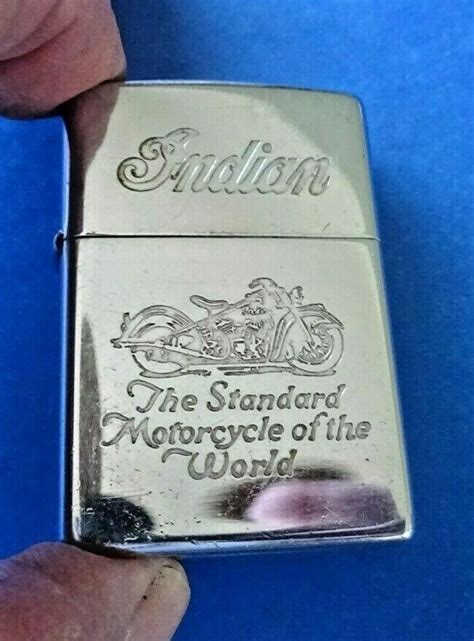 Indian
The Standard
Motorcycle of the
World